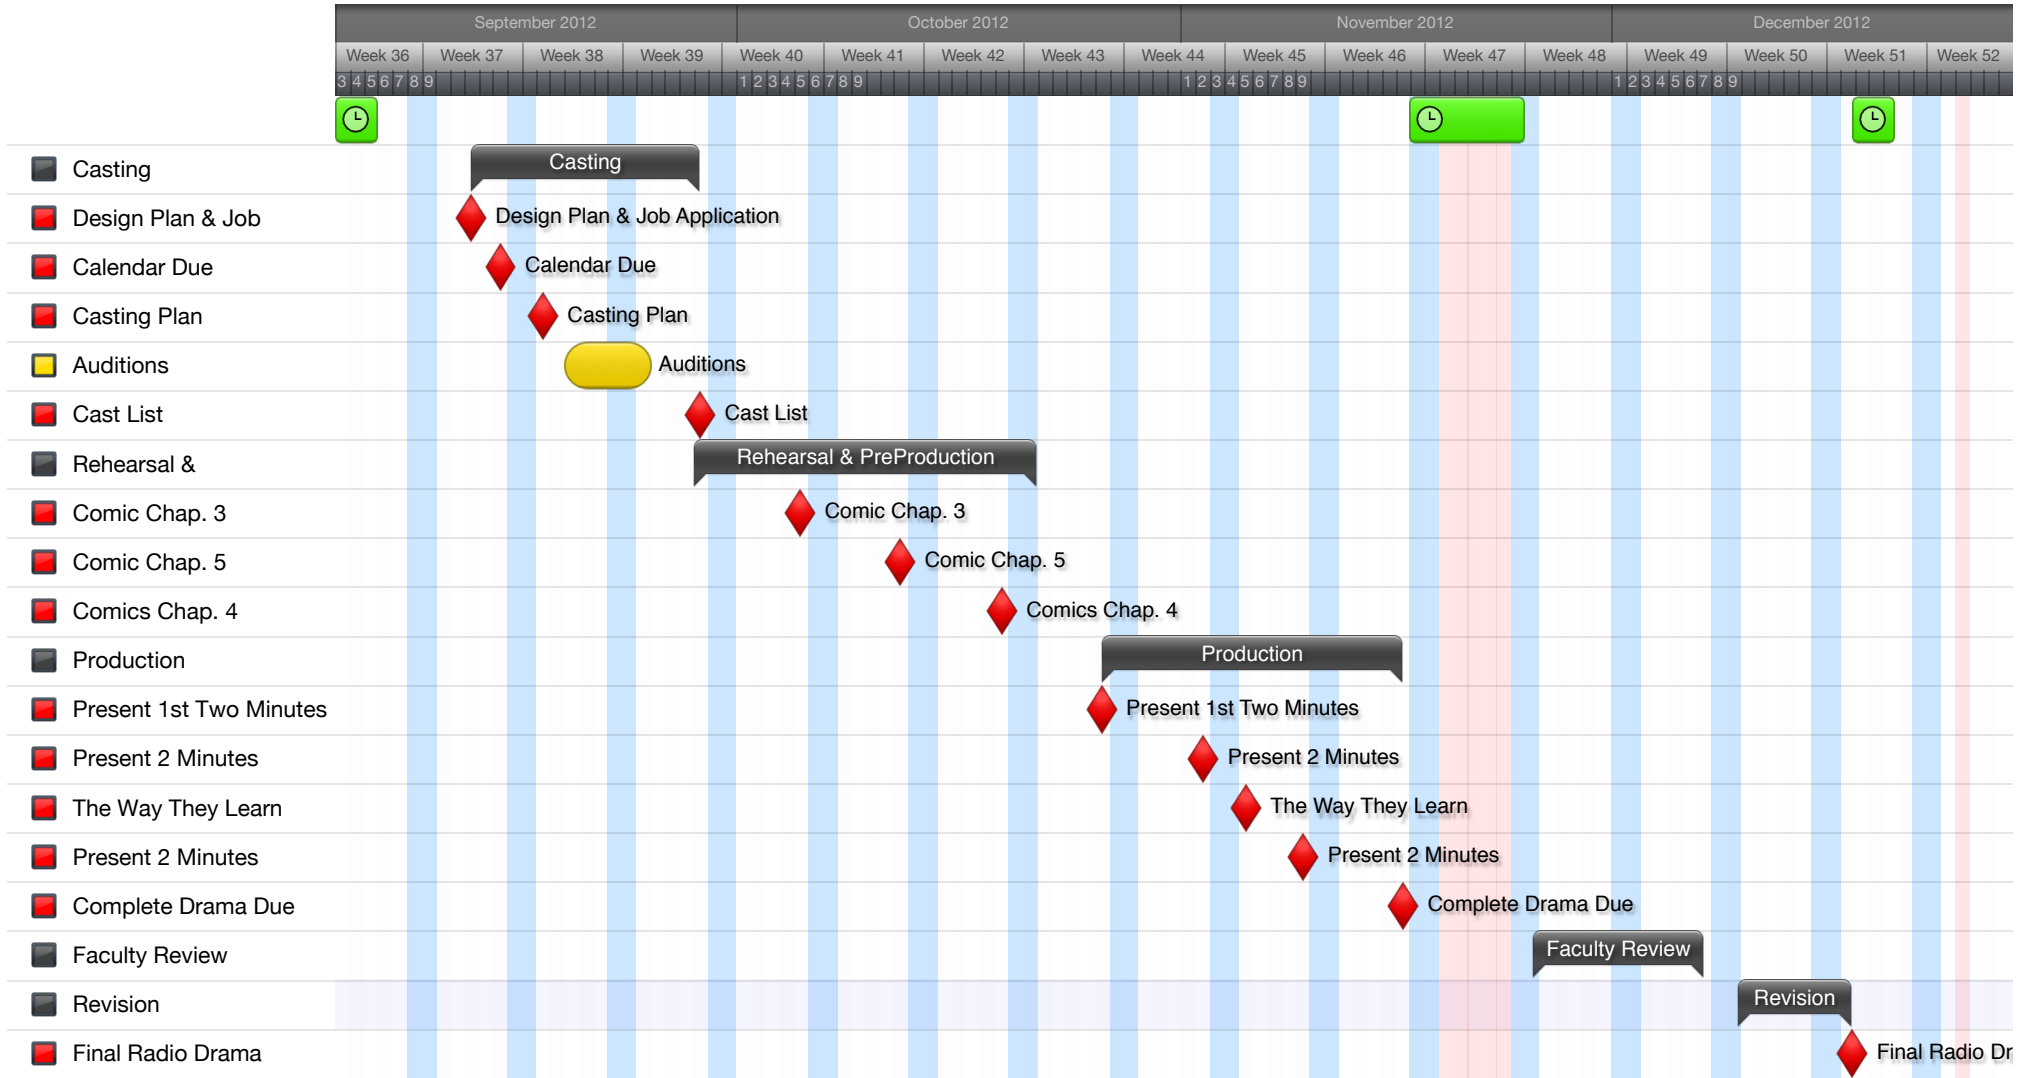 September 2012 October 2012 November 2012 December 2012
Week 36 Week 37 Week 38 Week 39 Week 40 Week 41 Week 42 Week 43 Week 44 Week 45 Week 46 Week 47 Week 48 Week 49 Week 50 Week 51 Week 52
3 4 5 6 7 8 9 1 2 3 4 5 6 7 8 9 1 2 3 4 5 6 7 8 9 1 2 3 4 5 6 7 8 9
Casting Casting
Design Plan & Job Design Plan & Job Application
Calendar Due Calendar Due
Casting Plan Casting Plan
Auditions Auditions
Cast List Cast List
Rehearsal & Rehearsal & PreProduction
Comic Chap. 3 Comic Chap. 3
Comic Chap. 5 Comic Chap. 5
Comics Chap. 4 Comics Chap. 4
Production Production
Present 1st Two Minutes Present 1st Two Minutes
Present 2 Minutes Present 2 Minutes
The Way They Learn The Way They Learn
Present 2 Minutes Present 2 Minutes
Complete Drama Due Complete Drama Due
Faculty Review Faculty Review
Revision Revision
Final Radio Drama Final Radio Dr